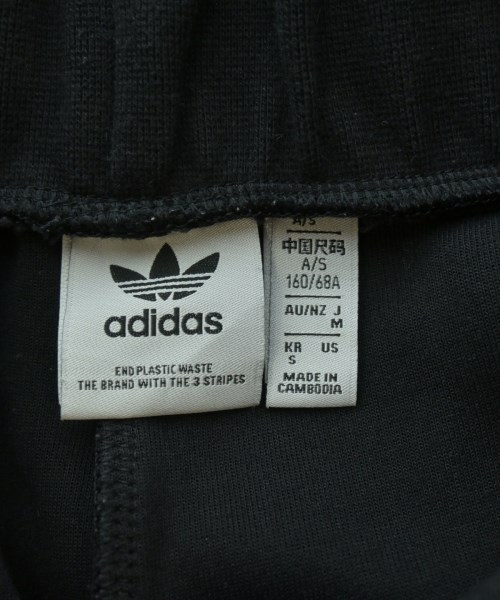 adidas
END PLASTIC WASTE
THE BRAND WITH THE 3 STRIPES
A/S
中国尺码
A/S
160/68A
AU/NZ J
M
KR US
S
MADE IN
CAMBODIA